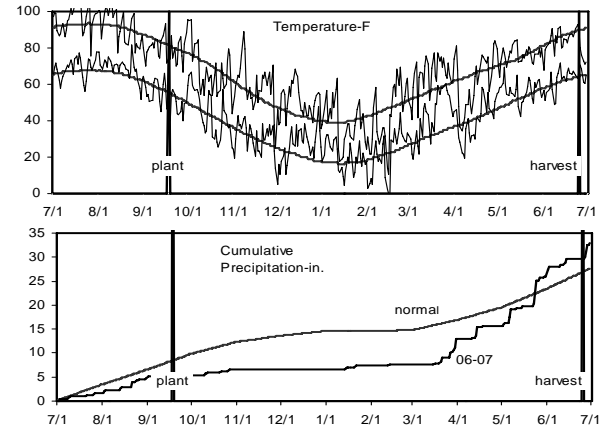 100
Temperature-F
80
60
40
20
plant
harvest
0
7/1 8/1 9/1 10/1 11/1 12/1 1/1 2/1 3/1 4/1 5/1 6/1 7/1
35
Cumulative
30
Precipitation-in.
25
20
normal
15
10
06-07
5
plant
harvest
0
7/1 8/1 9/1 10/1 11/1 12/1 1/1 2/1 3/1 4/1 5/1 6/1 7/1